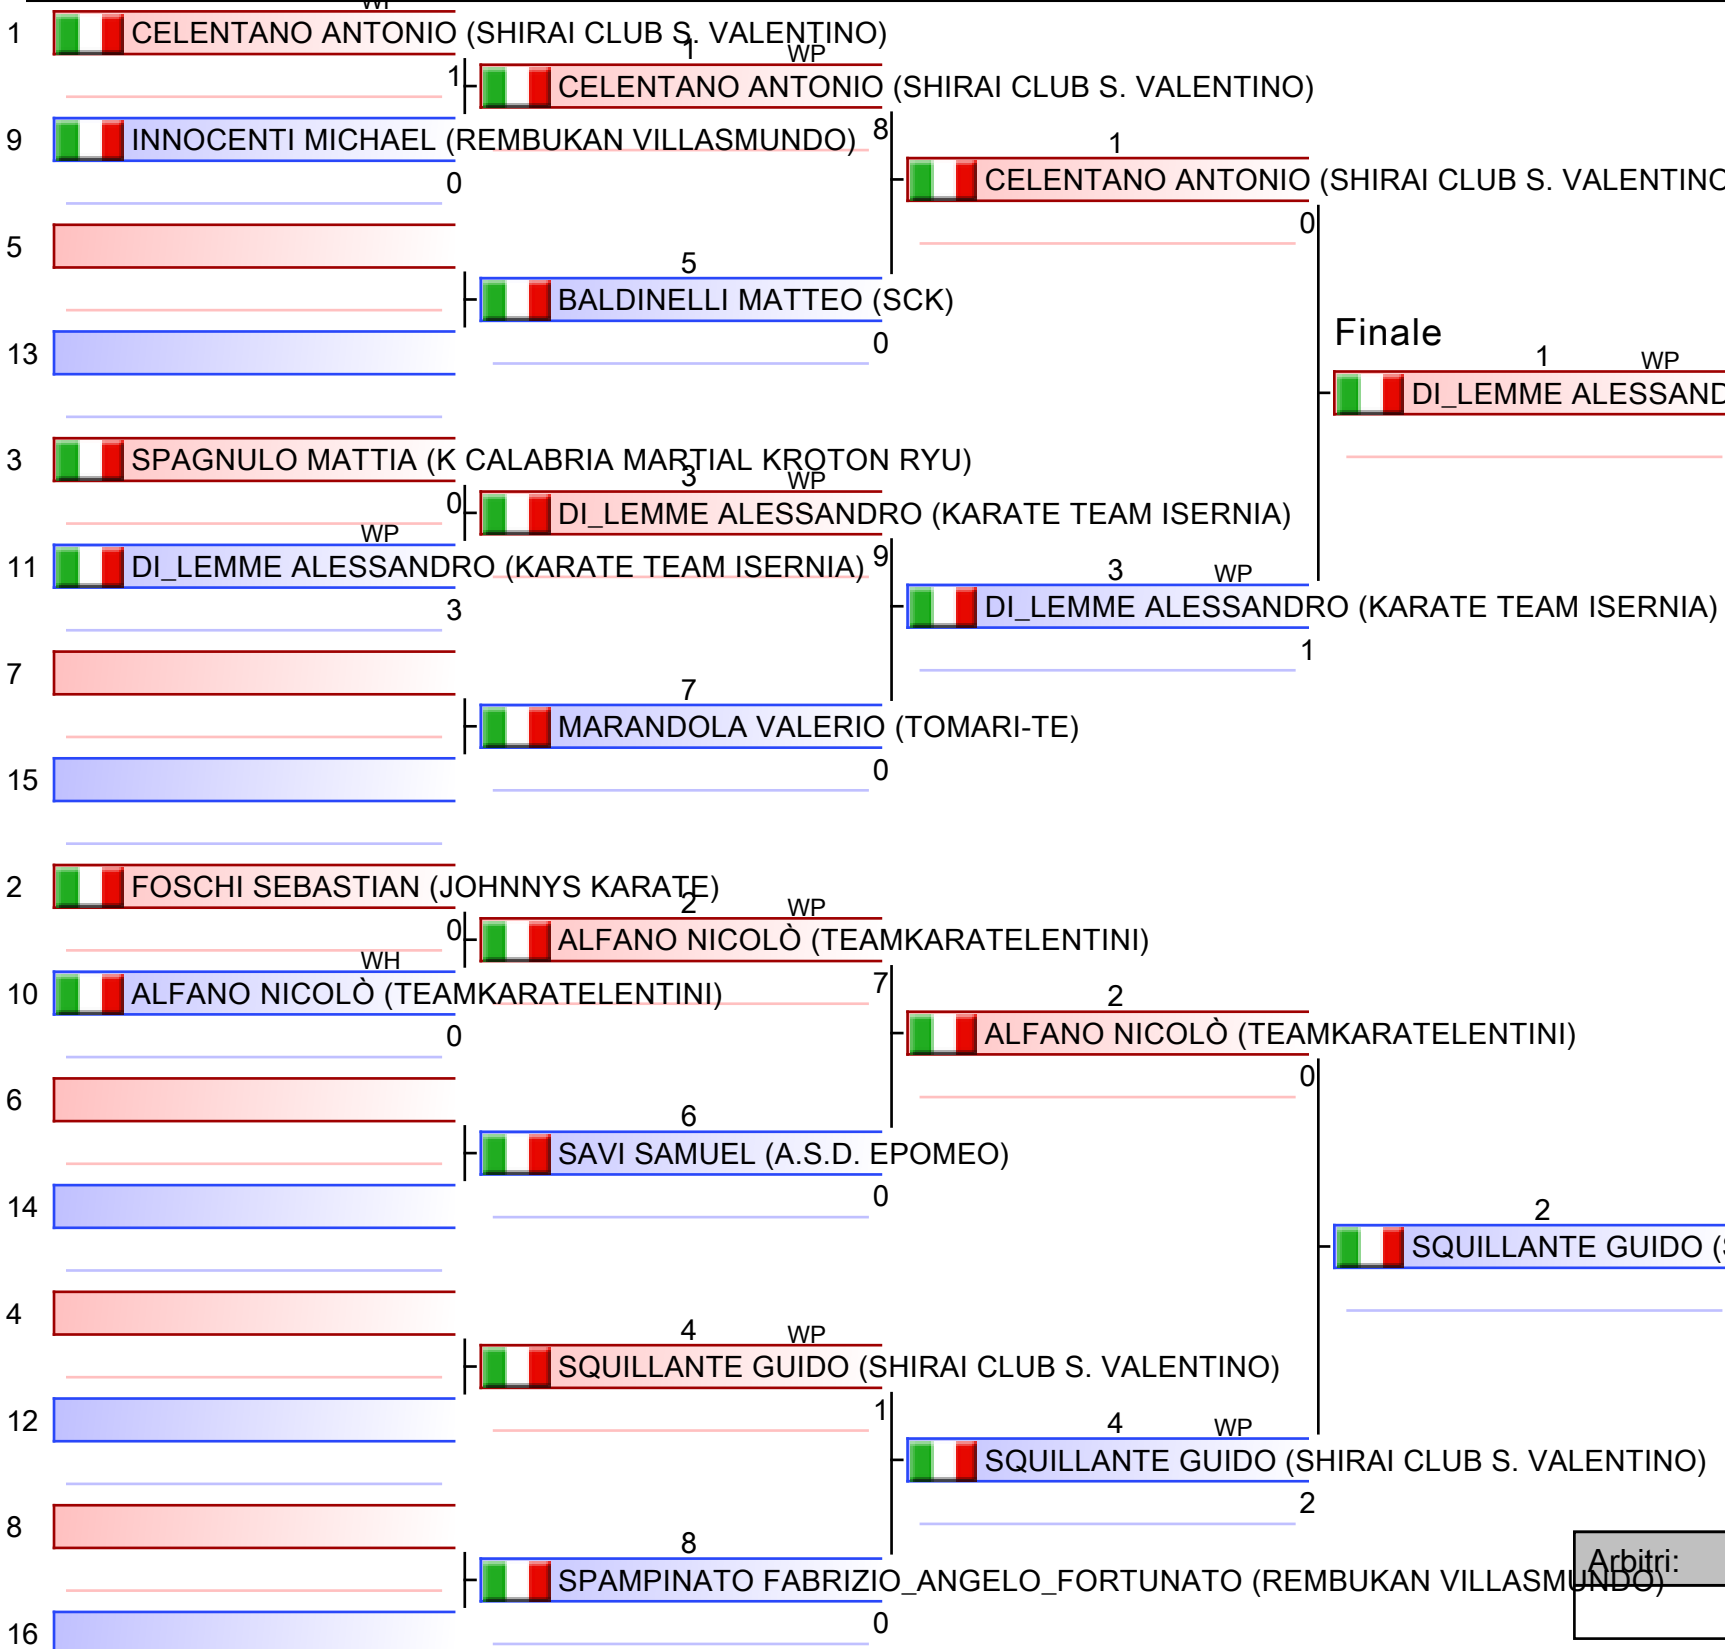 WP
1 CELENTANO ANTONIO (SHIRAI CLUB S. VALENTINO)
1 WP
1 CELENTANO ANTONIO (SHIRAI CLUB S. VALENTINO)
9 INNOCENTI MICHAEL (REMBUKAN VILLASMUNDO) 8
1
CELENTANO ANTONIO (SHIRAI CLUB S. VALENTINO
0
0
5
5
BALDINELLI MATTEO (SCK)
0
13
Finale
1 WP
DI_LEMME ALESSAND
3 SPAGNULO MATTIA (K CALABRIA MARTIAL KROTON RYU)
3 WP
0 DI_LEMME ALESSANDRO (KARATE TEAM ISERNIA)
WP
11 DI_LEMME ALESSANDRO (KARATE TEAM ISERNIA) 9
3 WP
DI_LEMME ALESSANDRO (KARATE TEAM ISERNIA)
3
1
7
7
MARANDOLA VALERIO (TOMARI-TE)
0
15
2 FOSCHI SEBASTIAN (JOHNNYS KARATE)
2 WP
0 ALFANO NICOLÒ (TEAMKARATELENTINI)
WH
10 ALFANO NICOLÒ (TEAMKARATELENTINI) 7
2
ALFANO NICOLÒ (TEAMKARATELENTINI)
0
0
6
6
SAVI SAMUEL (A.S.D. EPOMEO)
0
14
2
SQUILLANTE GUIDO (S
4
4 WP
SQUILLANTE GUIDO (SHIRAI CLUB S. VALENTINO)
1
12
4 WP
SQUILLANTE GUIDO (SHIRAI CLUB S. VALENTINO)
2
8
8
SPAMPINATO FABRIZIO_ANGELO_FORTUNATO (REMBUKAN VILLASMUNDO)
Arbitri:
0
16